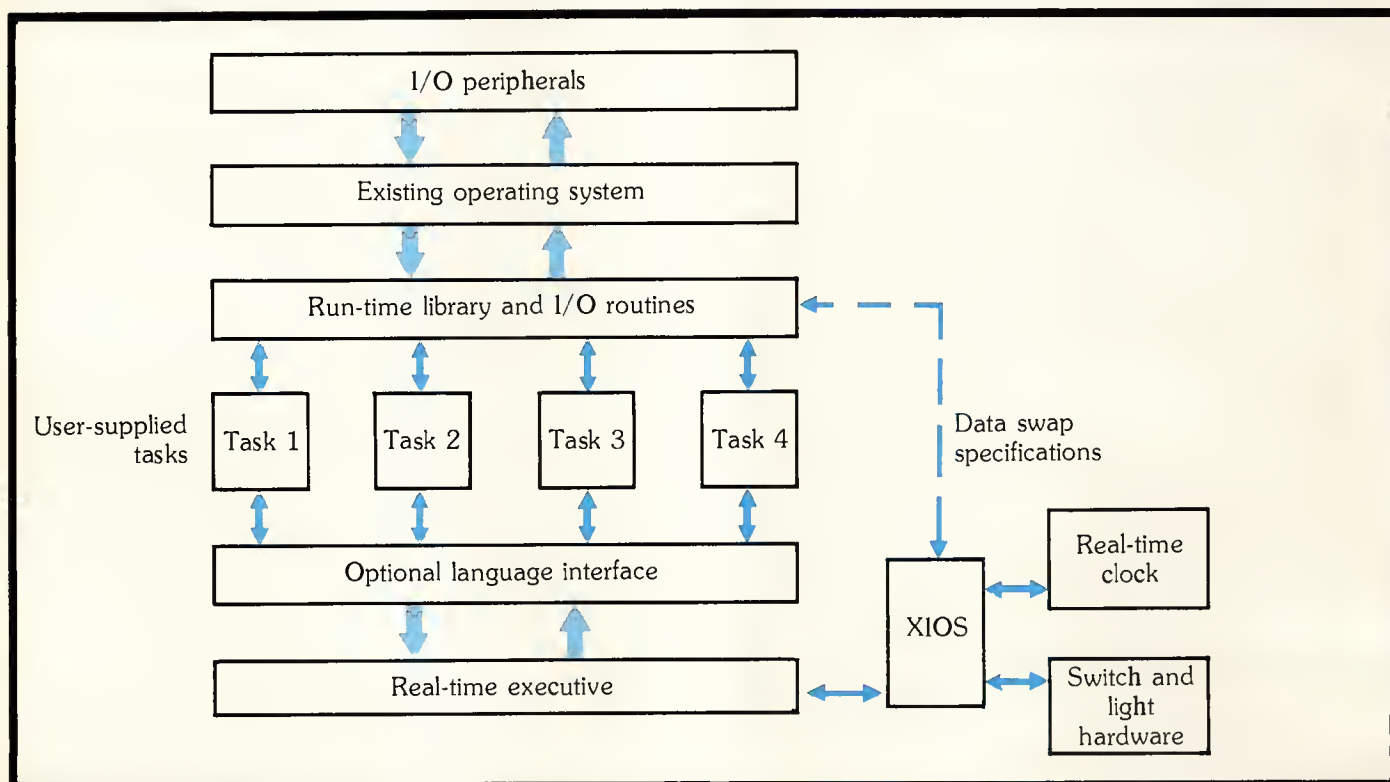 I/O peripherals
Existing operating system
Run-time library and I/O routines
User-supplied
tasks
Task 1
Task 2
Task 3
Task 4
Data swap
specifications
Optional language interface
Real-time
clock
XIOS
Real-time executive
Switch and
light
hardware